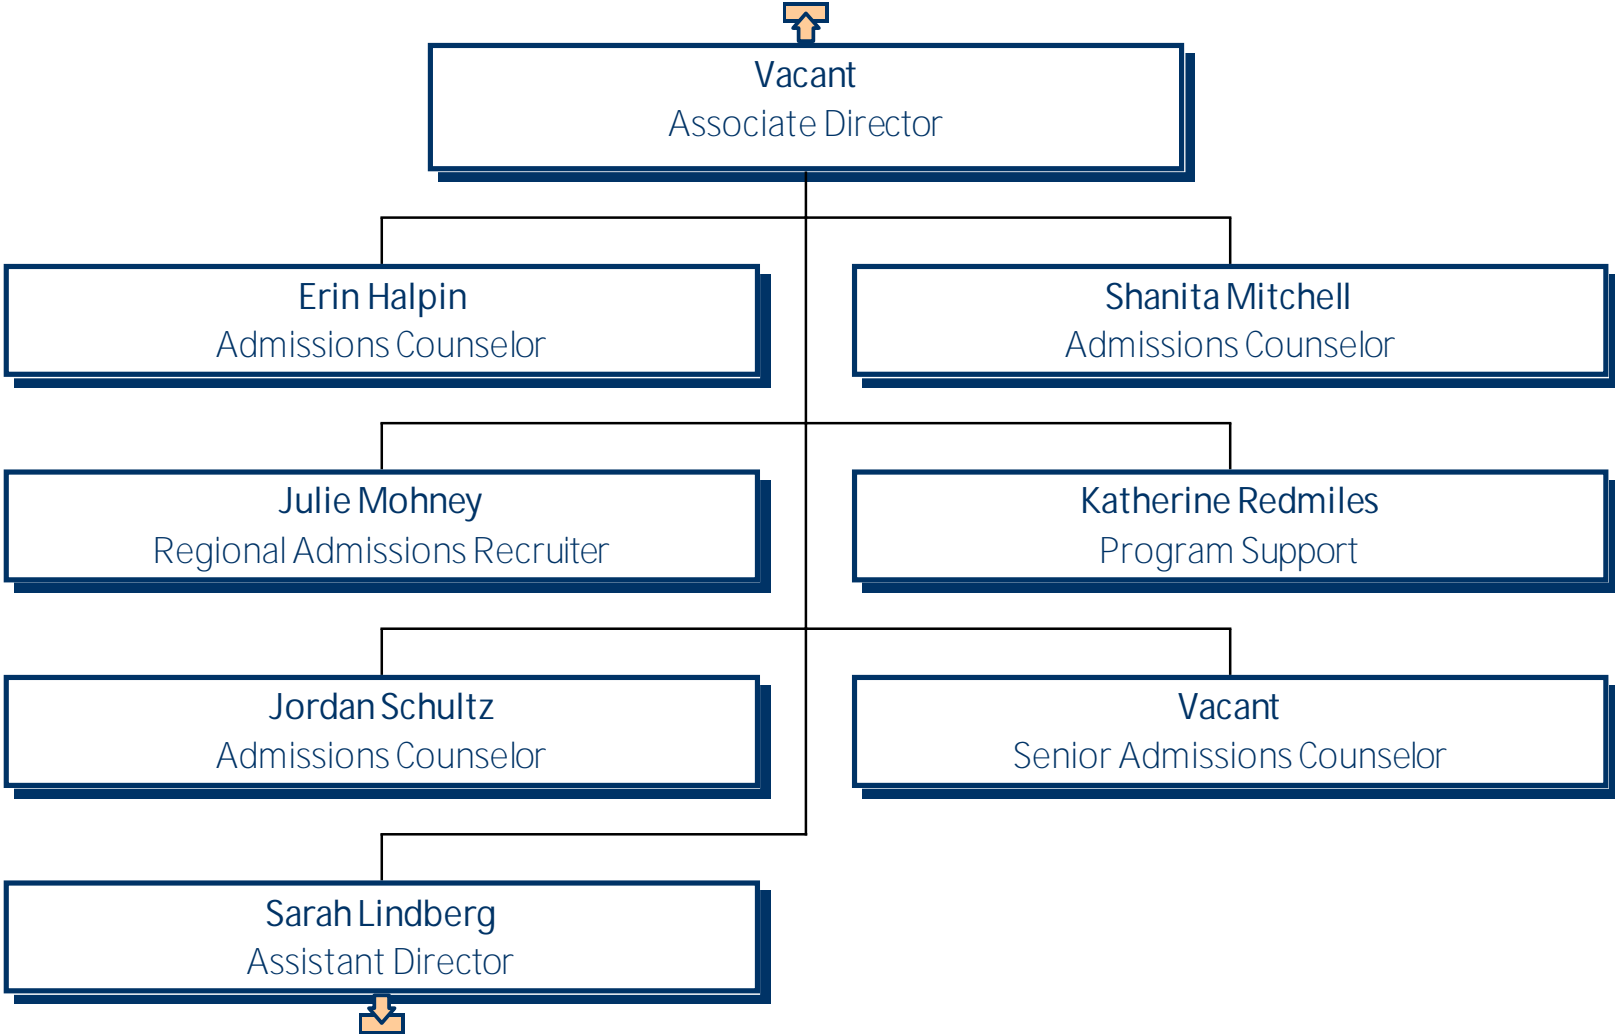 Vacant
Associate Director
Erin Halpin
Admissions Counselor
Shanita Mitchell
Admissions Counselor
Julie Mohney
Regional Admissions Recruiter
Katherine Redmiles
Program Support
Jordan Schultz
Admissions Counselor
Vacant
Senior Admissions Counselor
Sarah Lindberg
Assistant Director